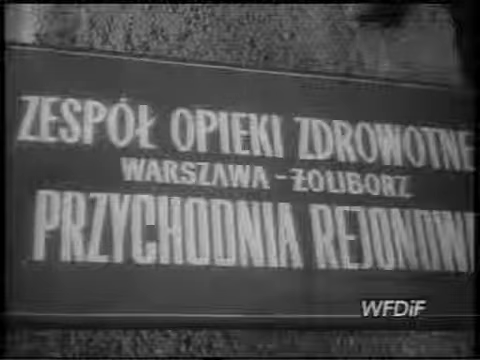 ZESPÓŁ OPIEKI ZDROWOTNE
WARSZAWA - ŻOLIBORZ
PRZYCHODNIA REJONOW
WFDiF